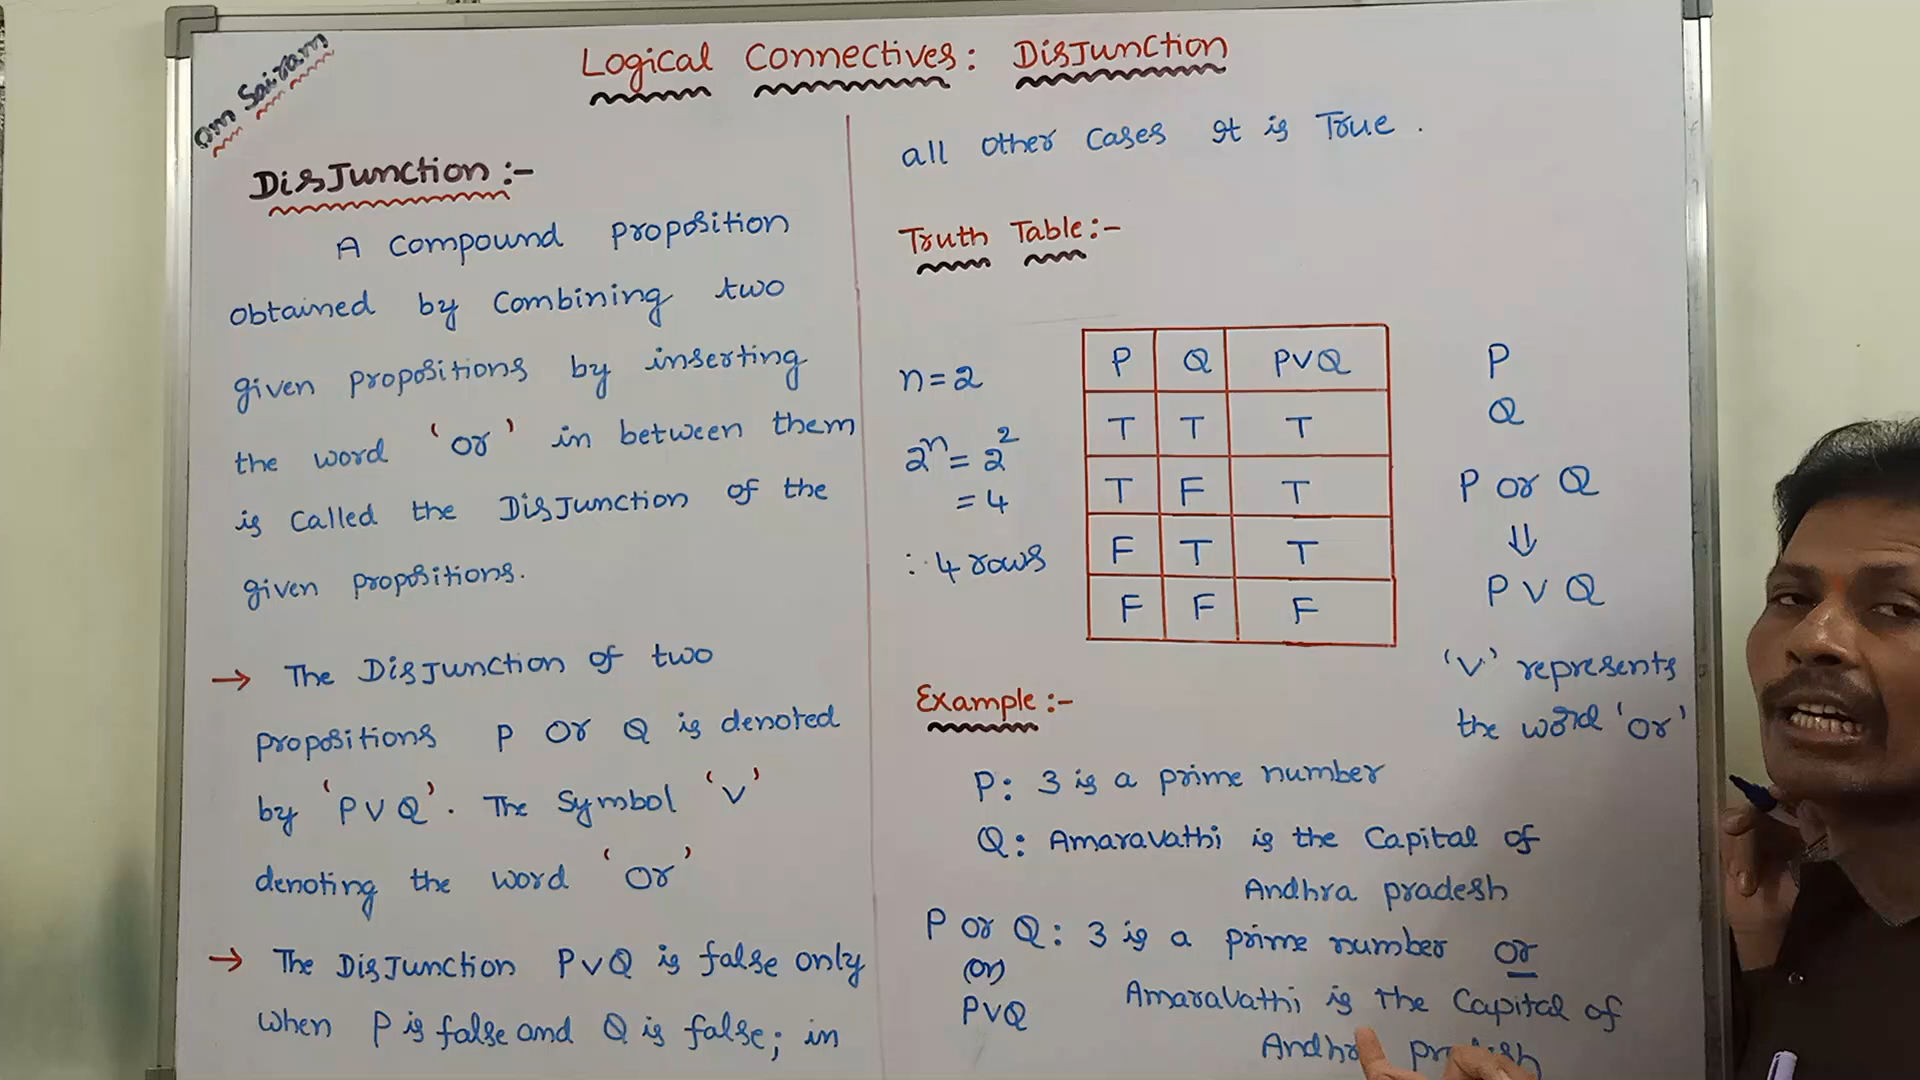 Om Sairam
Logical Connectives: Disjunction
Disjunction :-
A compound proposition
obtained by combining two
given propositions by inserting
the word 'or' in between them
is called the Disjunction of the
given propositions.
→ The Disjunction of two
propositions P or Q is denoted
by 'P∨Q'. The symbol '∨'
denoting the word 'or'
→ The Disjunction P∨Q is false only
when P is false and Q is false; in
all other cases It is True.
Truth Table:-
n=2
2ⁿ = 2²
= 4
∴ 4 rows
P Q P∨Q
T T T
T F T
F T T
F F F
P
Q
P or Q
⇓
P ∨ Q
'∨' represents
the word 'or'
Example :-
P: 3 is a prime number
Q: Amaravathi is the capital of
Andhra pradesh
P or Q: 3 is a prime number or
(or)
P∨Q
Amaravathi is the capital of
Andhra pradesh